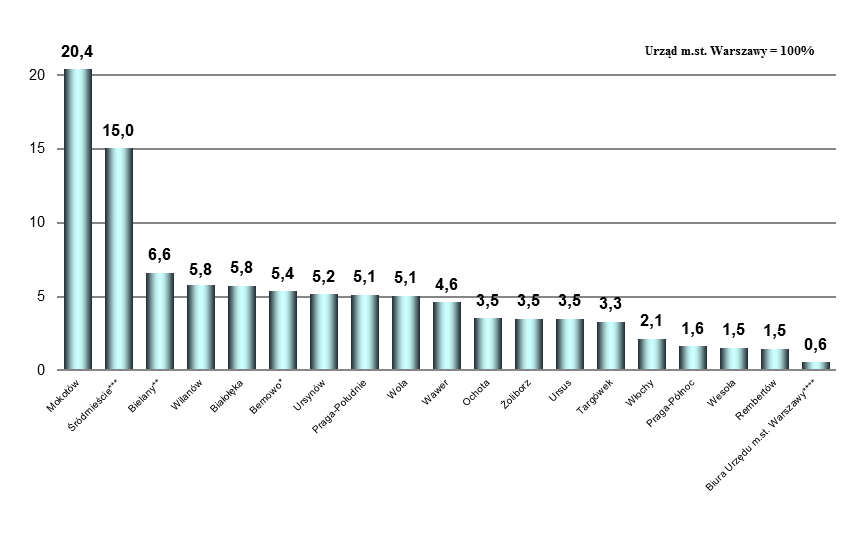 Urząd m.st. Warszawy = 100%
20,4
15,0
6,6
5,8
5,8
5,4
5,2
5,1
5,1
4,6
3,5
3,5
3,5
3,3
2,1
1,6
1,5
1,5
0,6
20
15
10
5
0
Mokotów
Śródmieście***
Bielany**
Wilanów
Białołęka
Bemowo*
Ursynów
Praga-Południe
Wola
Wawer
Ochota
Żoliborz
Ursus
Targówek
Włochy
Praga-Północ
Wesoła
Rembertów
Biura Urzędu m.st. Warszawy****